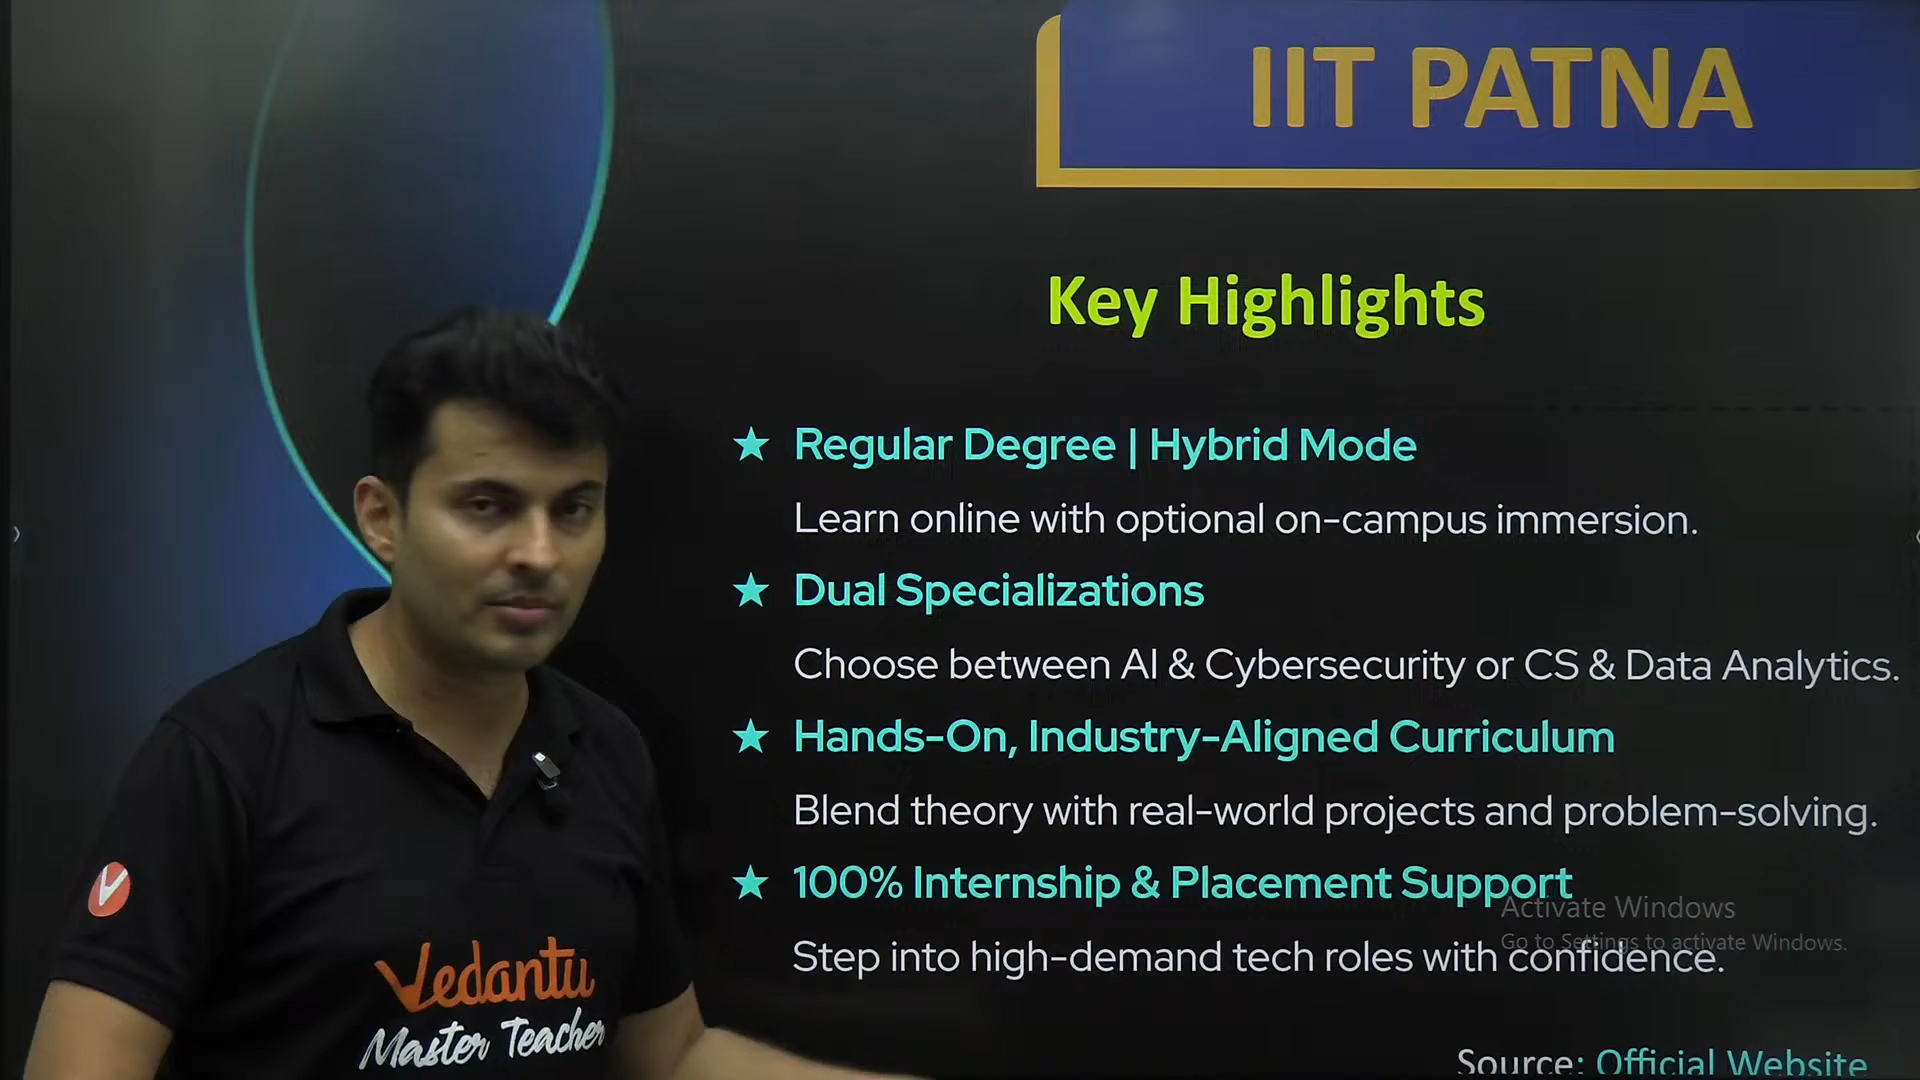 IIT PATNA
Key Highlights
★ Regular Degree | Hybrid Mode
Learn online with optional on-campus immersion.
★ Dual Specializations
Choose between AI & Cybersecurity or CS & Data Analytics.
★ Hands-On, Industry-Aligned Curriculum
Blend theory with real-world projects and problem-solving.
★ 100% Internship & Placement Support
Step into high-demand tech roles with confidence.
Activate Windows
Go to Settings to activate Windows.
Source: Official Website
V
Vedantu
Master Teacher